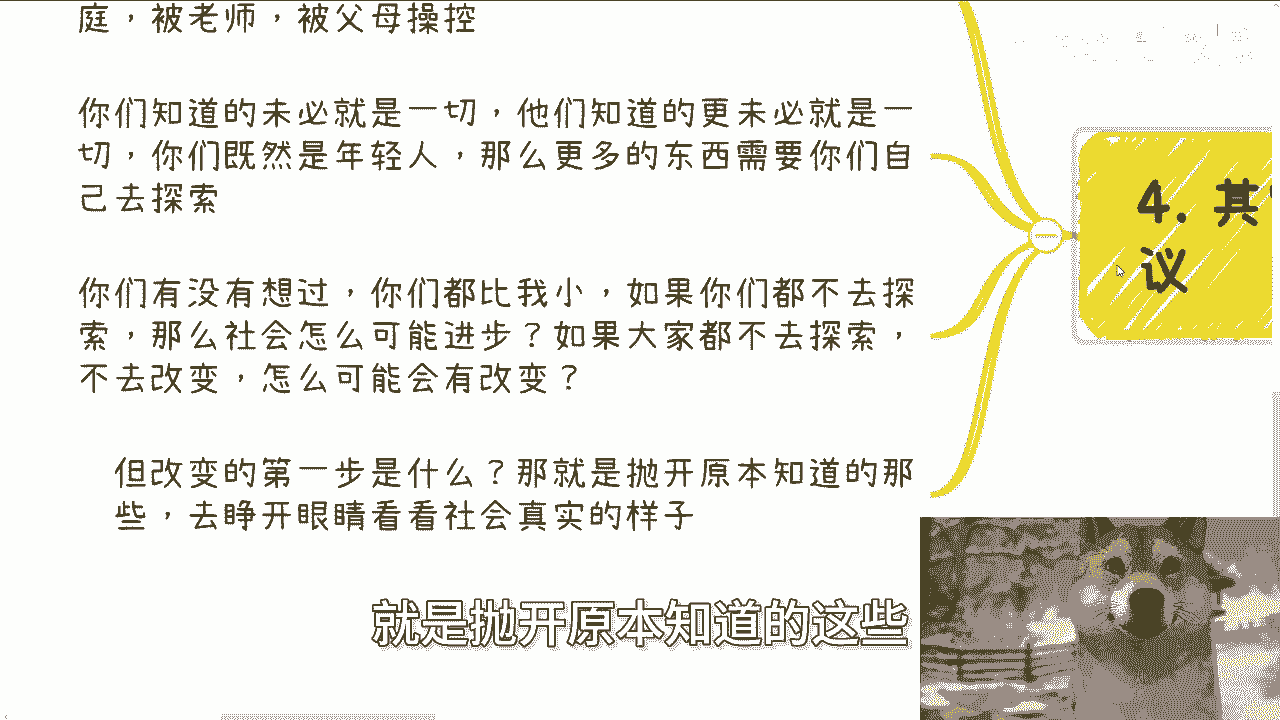 庭，被老师，被父母操控
你们知道的未必就是一切，他们知道的更未必就是一
切，你们既然是年轻人，那么更多的东西需要你们自
己去探索
你们有没有想过，你们都比我小，如果你们都不去探
索，那么社会怎么可能进步？如果大家都不去探索，
不去改变，怎么可能会有改变？
但改变的第一步是什么？那就是抛开原本知道的那
些，去睁开眼睛看看社会真实的样子
4. 其
议
就是抛开原本知道的这些